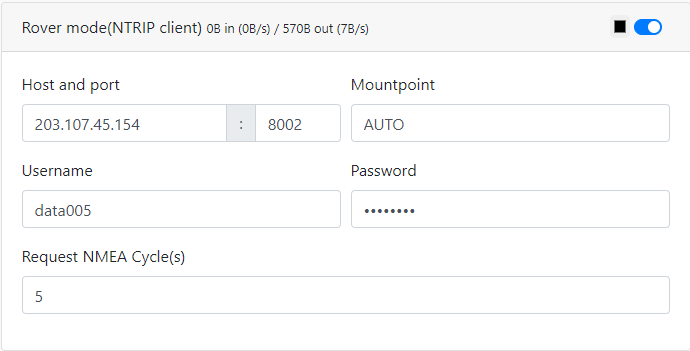 Rover mode(NTRIP client) 0B in (0B/s) / 570B out (7B/s)
Host and port
Mountpoint
203.107.45.154 : 8002
AUTO
Username
Password
data005
••••••••
Request NMEA Cycle(s)
5